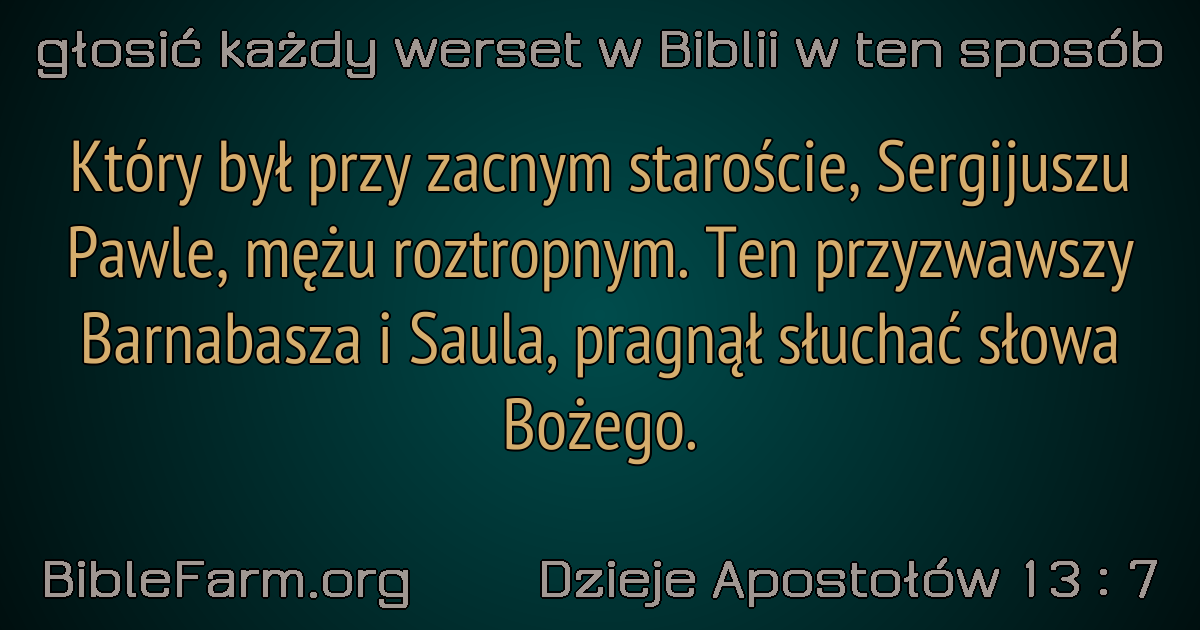 głosić każdy werset w Biblii w ten sposób
Który był przy zacnym staroście, Sergijuszu
Pawle, mężu roztropnym. Ten przyzwawszy
Barnabasza i Saula, pragnął słuchać słowa
Bożego.
BibleFarm.org
Dzieje Apostołów 13 : 7